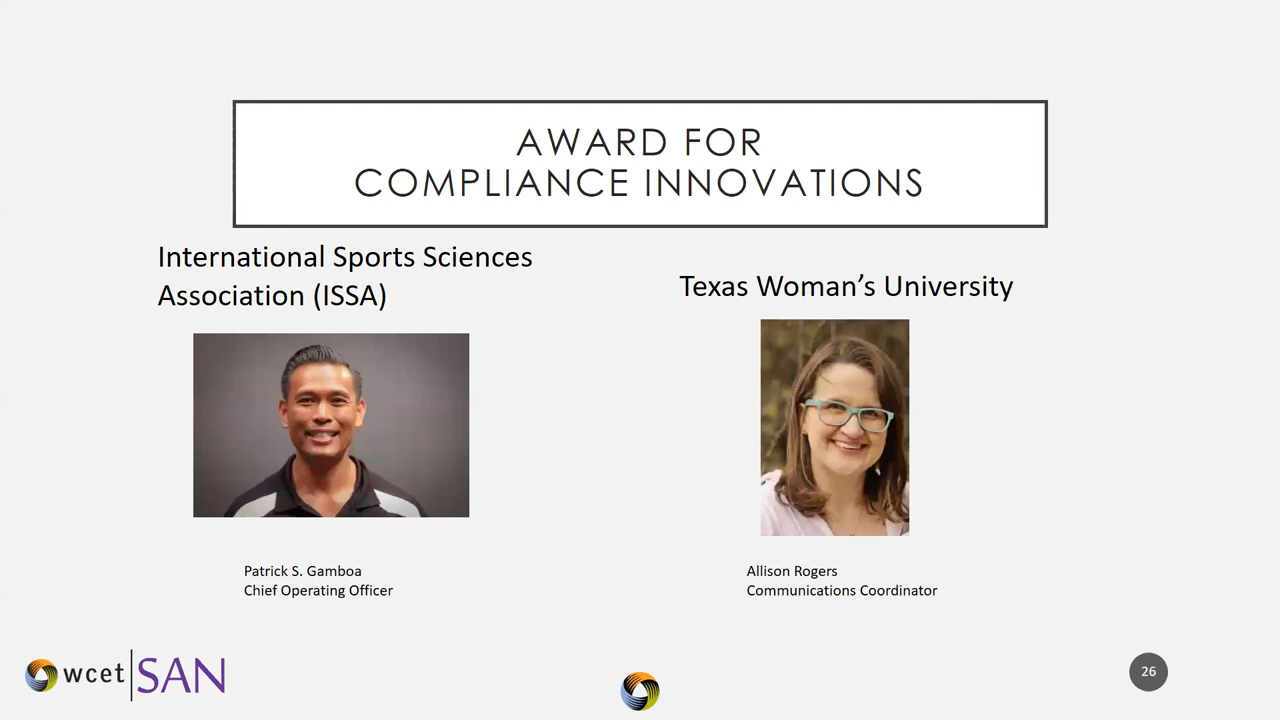 AWARD FOR
COMPLIANCE INNOVATIONS
International Sports Sciences
Association (ISSA)
Texas Woman’s University
Patrick S. Gamboa
Chief Operating Officer
Allison Rogers
Communications Coordinator
wcet SAN
26